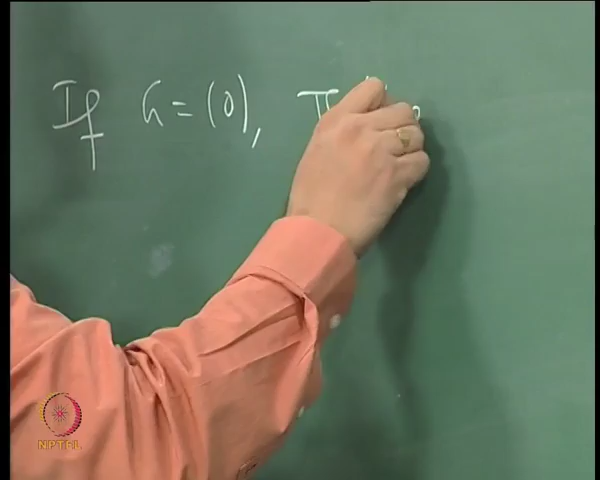 If G = (0), π
NPTEL